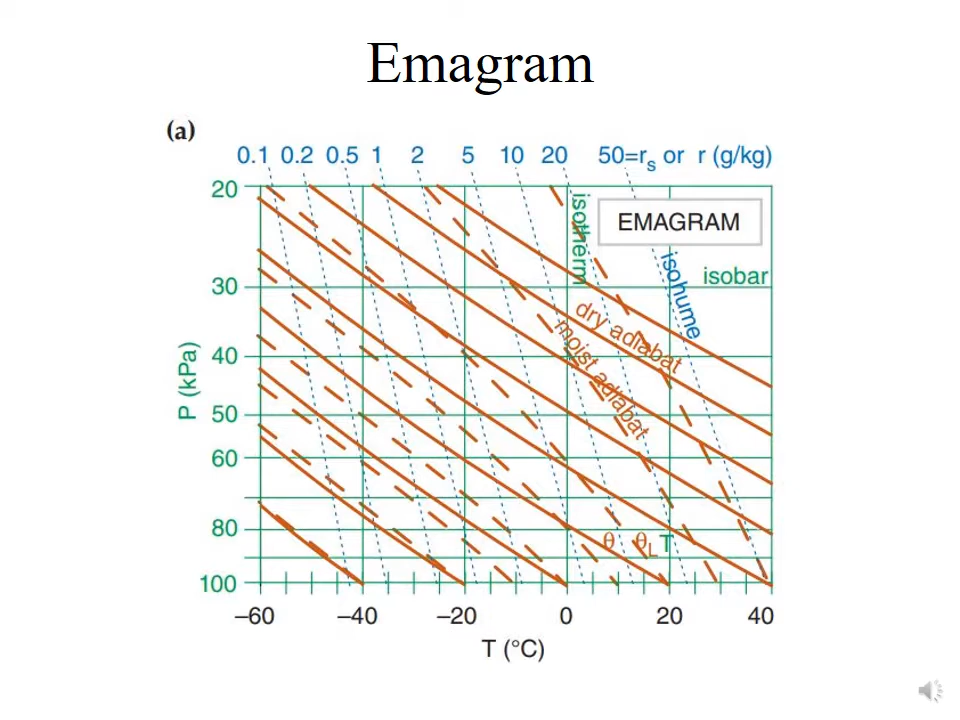 Emagram
(a)
0.1 0.2 0.5 1 2 5 10 20 50=rs or r (g/kg)
20
EMAGRAM
isotherm
isohume
isobar
30
dry adiabat
moist adiabat
40
P (kPa)
50
60
80
θ θL T
100
–60 –40 –20 0 20 40
T (°C)